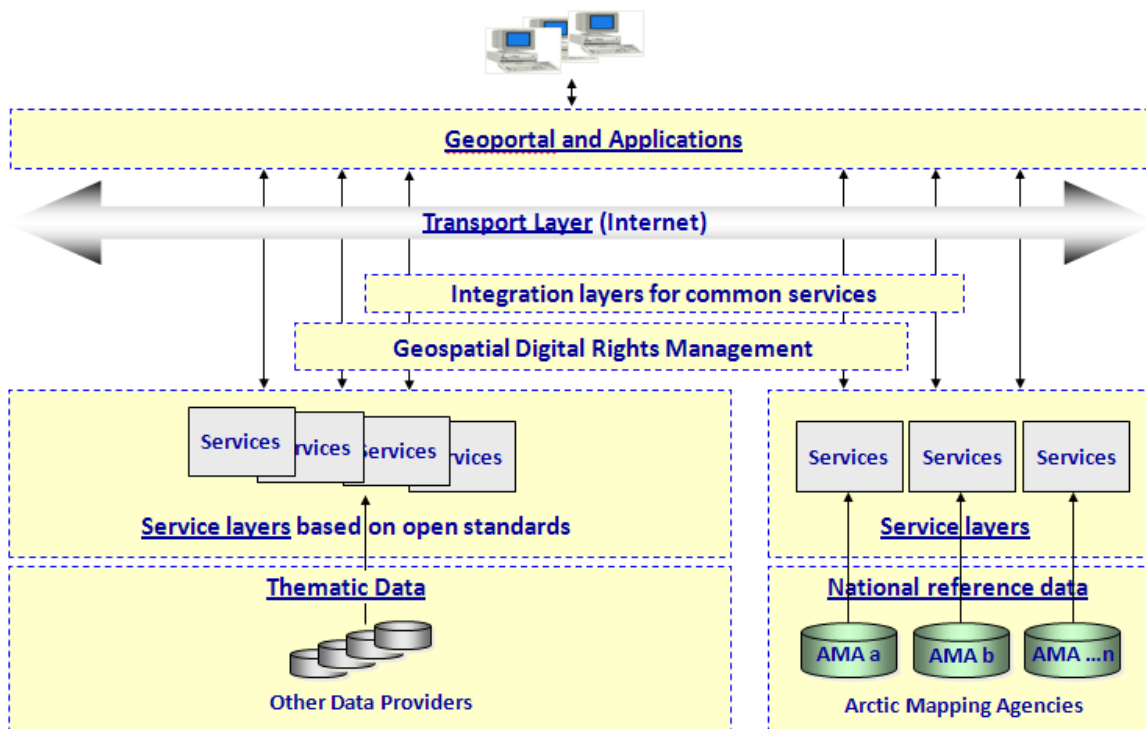 Geoportal and Applications
Transport Layer (Internet)
Integration layers for common services
Geospatial Digital Rights Management
Services
Services
Services
Services
Service layers based on open standards
Services
Services
Services
Service layers
Thematic Data
Other Data Providers
National reference data
AMA a
AMA b
AMA ...n
Arctic Mapping Agencies